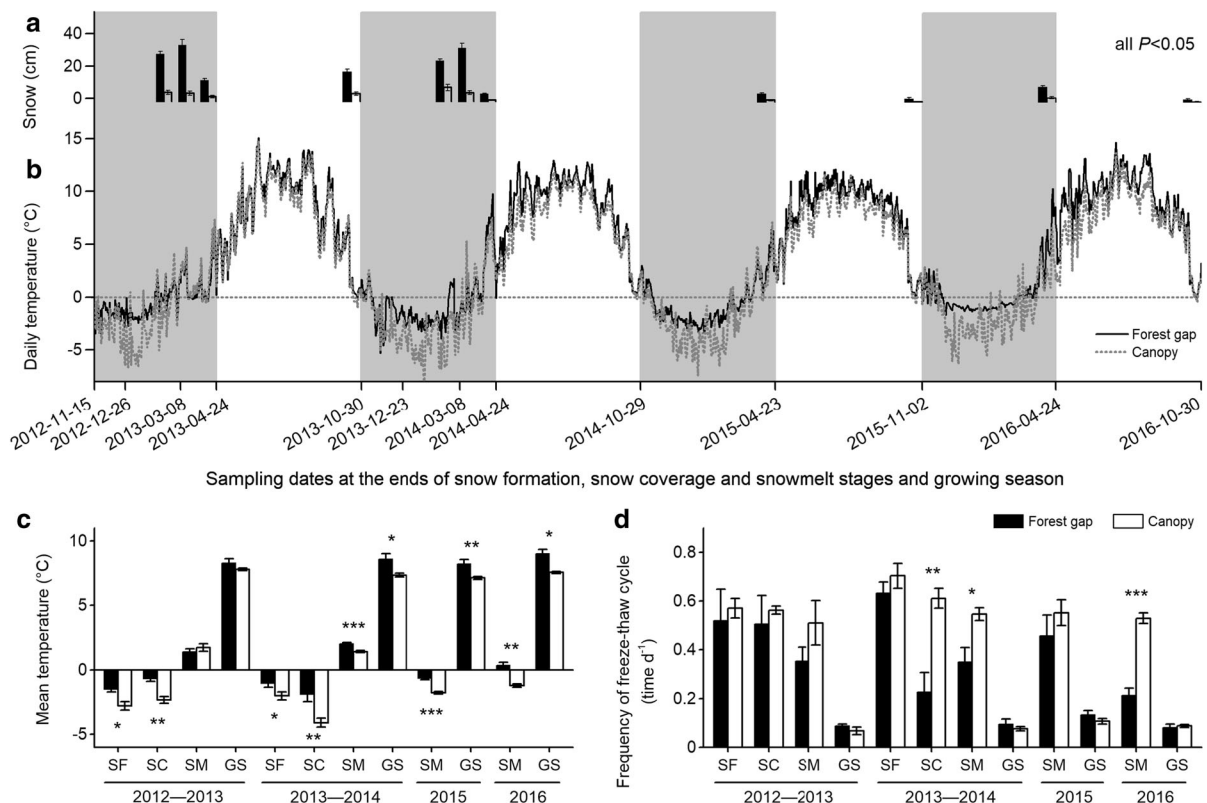 a
all P<0.05
Snow (cm)
40
20
0
b
Daily temperature (°C)
15
10
5
0
-5
Forest gap
Canopy
2012-11-15
2012-12-26
2013-03-08
2013-04-24
2013-10-30
2013-12-23
2014-03-08
2014-04-24
2014-10-29
2015-04-23
2015-11-02
2016-04-24
2016-10-30
Sampling dates at the ends of snow formation, snow coverage and snowmelt stages and growing season
c
Mean temperature (°C)
10
5
0
-5
*
**
*
**
***
*
***
**
**
*
SF SC SM GS SF SC SM GS SM GS SM GS
2012—2013 2013—2014 2015 2016
d
Forest gap Canopy
Frequency of freeze-thaw cycle
(time d-1)
0.8
0.6
0.4
0.2
0
**
*
***
SF SC SM GS SF SC SM GS SM GS SM GS
2012—2013 2013—2014 2015 2016